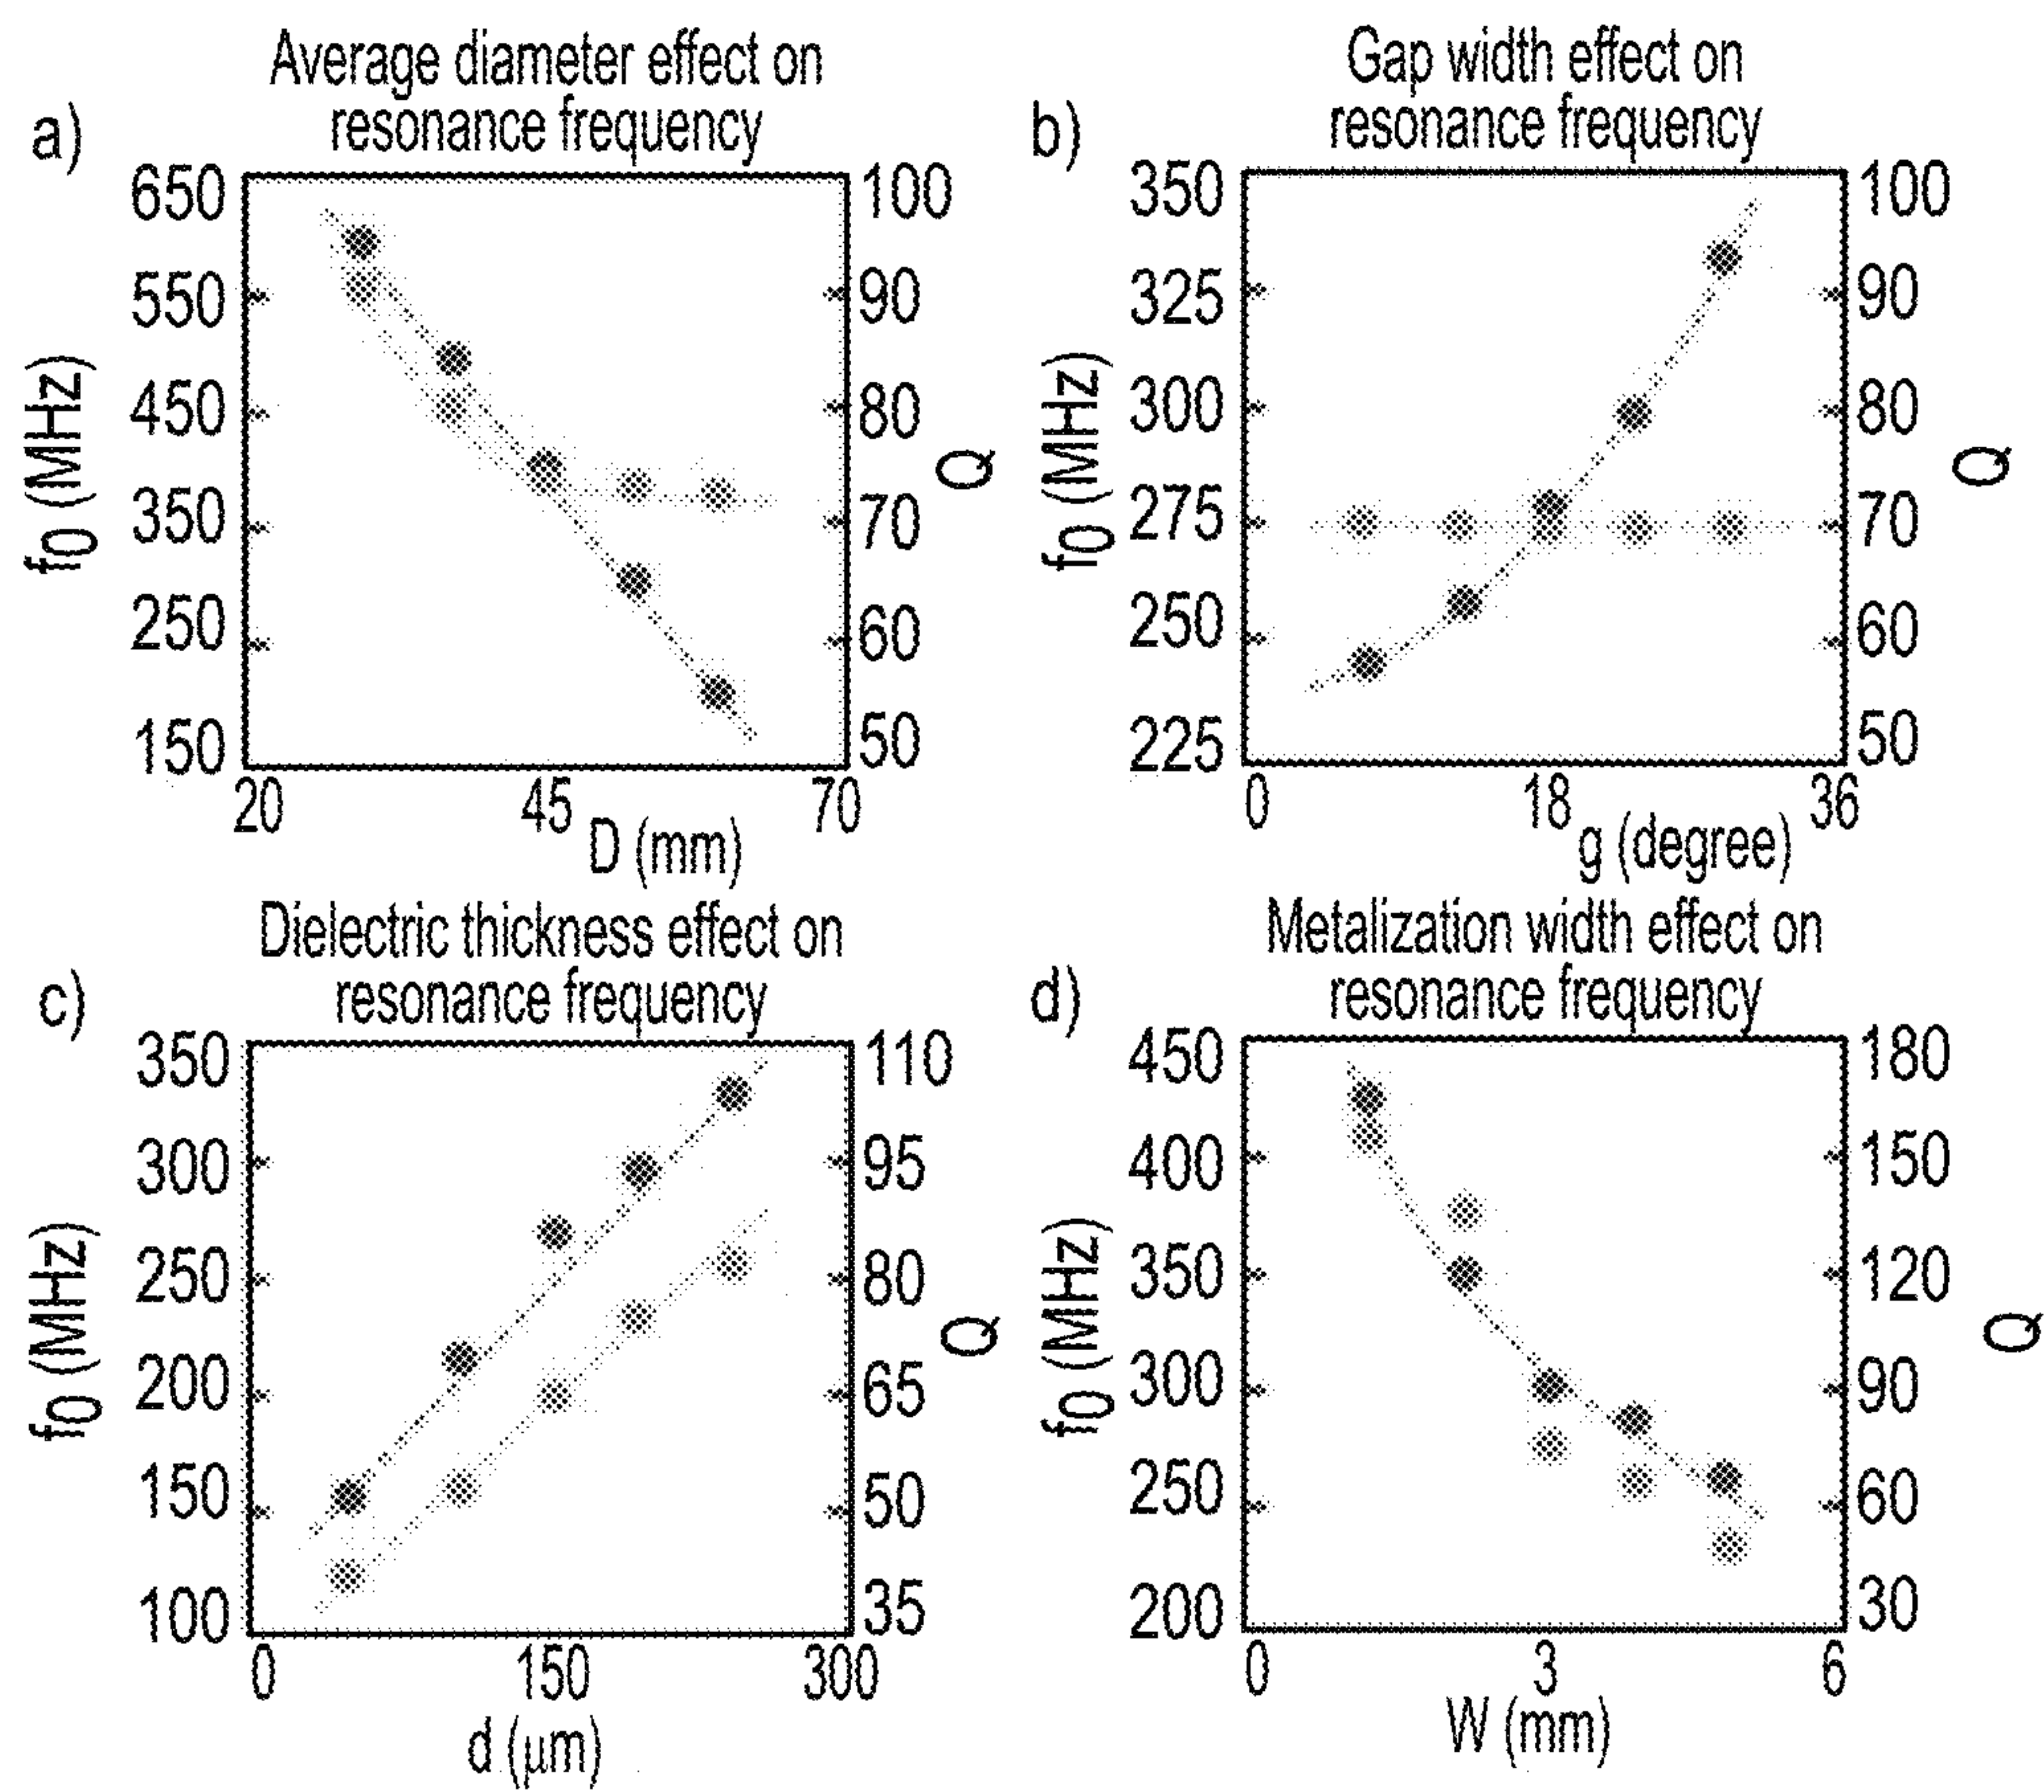 a)
Average diameter effect on
resonance frequency
650
550
450
350
250
150
f0 (MHz)
100
90
80
70
60
50
Q
20 45 70
D (mm)
b)
Gap width effect on
resonance frequency
350
325
300
275
250
225
f0 (MHz)
100
90
80
70
60
50
Q
0 18 36
g (degree)
c)
Dielectric thickness effect on
resonance frequency
350
300
250
200
150
100
f0 (MHz)
110
95
80
65
50
35
Q
0 150 300
d (μm)
d)
Metalization width effect on
resonance frequency
450
400
350
300
250
200
f0 (MHz)
180
150
120
90
60
30
Q
0 3 6
W (mm)